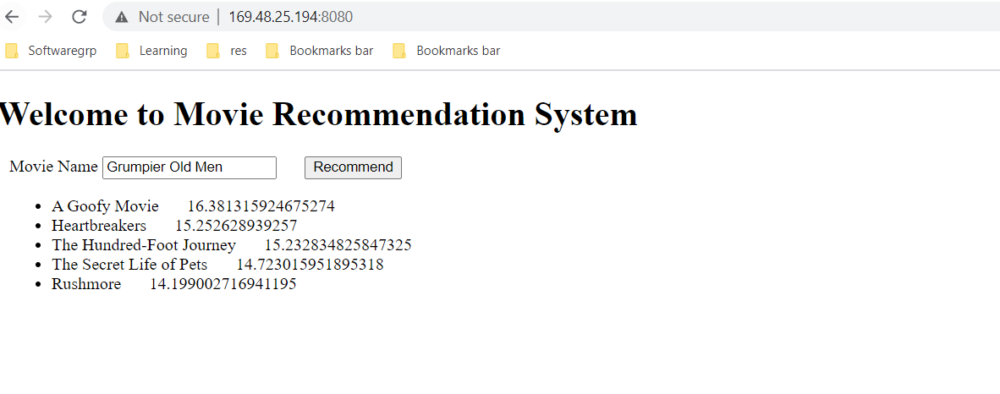 Not secure 169.48.25.194:8080
Softwaregrp Learning res Bookmarks bar Bookmarks bar
Welcome to Movie Recommendation System
Movie Name Grumpier Old Men Recommend
A Goofy Movie 16.381315924675274
Heartbreakers 15.252628939257
The Hundred-Foot Journey 15.232834825847325
The Secret Life of Pets 14.723015951895318
Rushmore 14.199002716941195